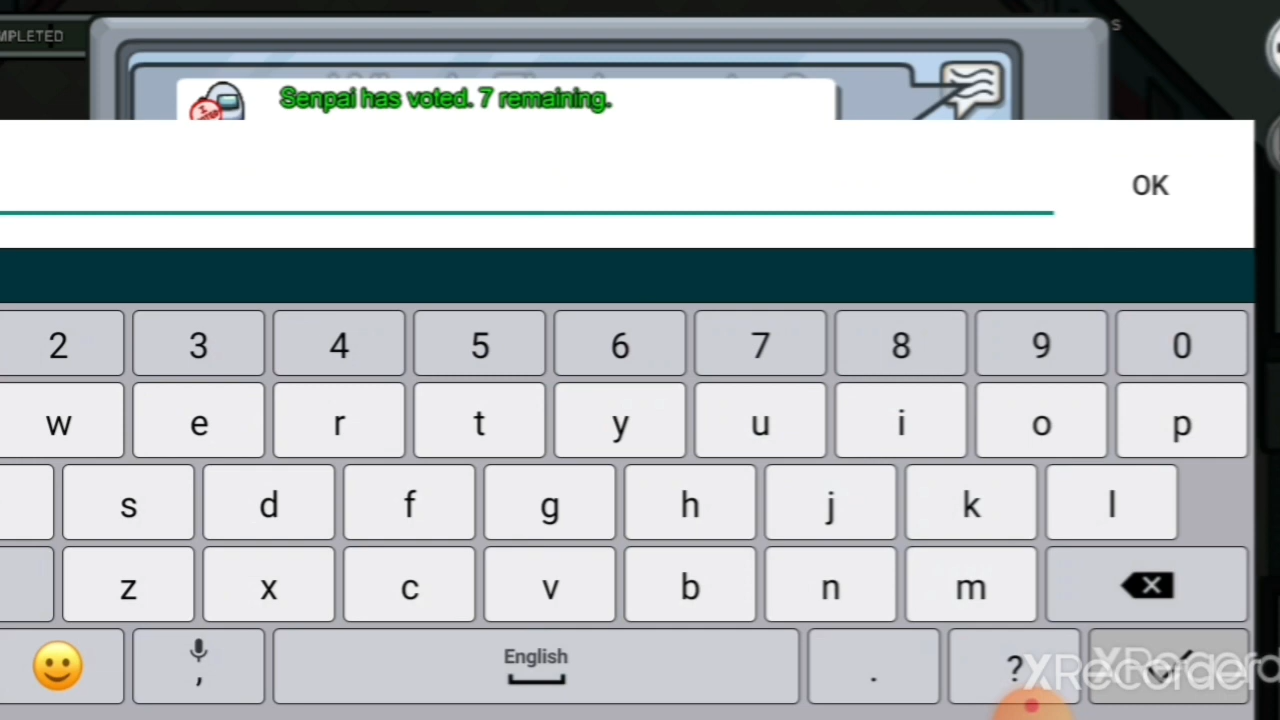 MPLETED
S
Senpai has voted. 7 remaining.
OK
2 3 4 5 6 7 8 9 0
w e r t y u i o p
s d f g h j k l
z x c v b n m
, English . ?
XRecorder